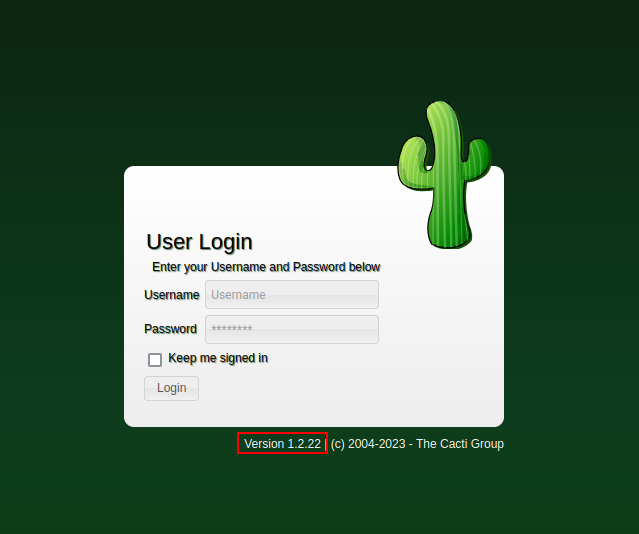 User Login
Enter your Username and Password below
Username Username
Password ********
Keep me signed in
Login
Version 1.2.22 | (c) 2004-2023 - The Cacti Group